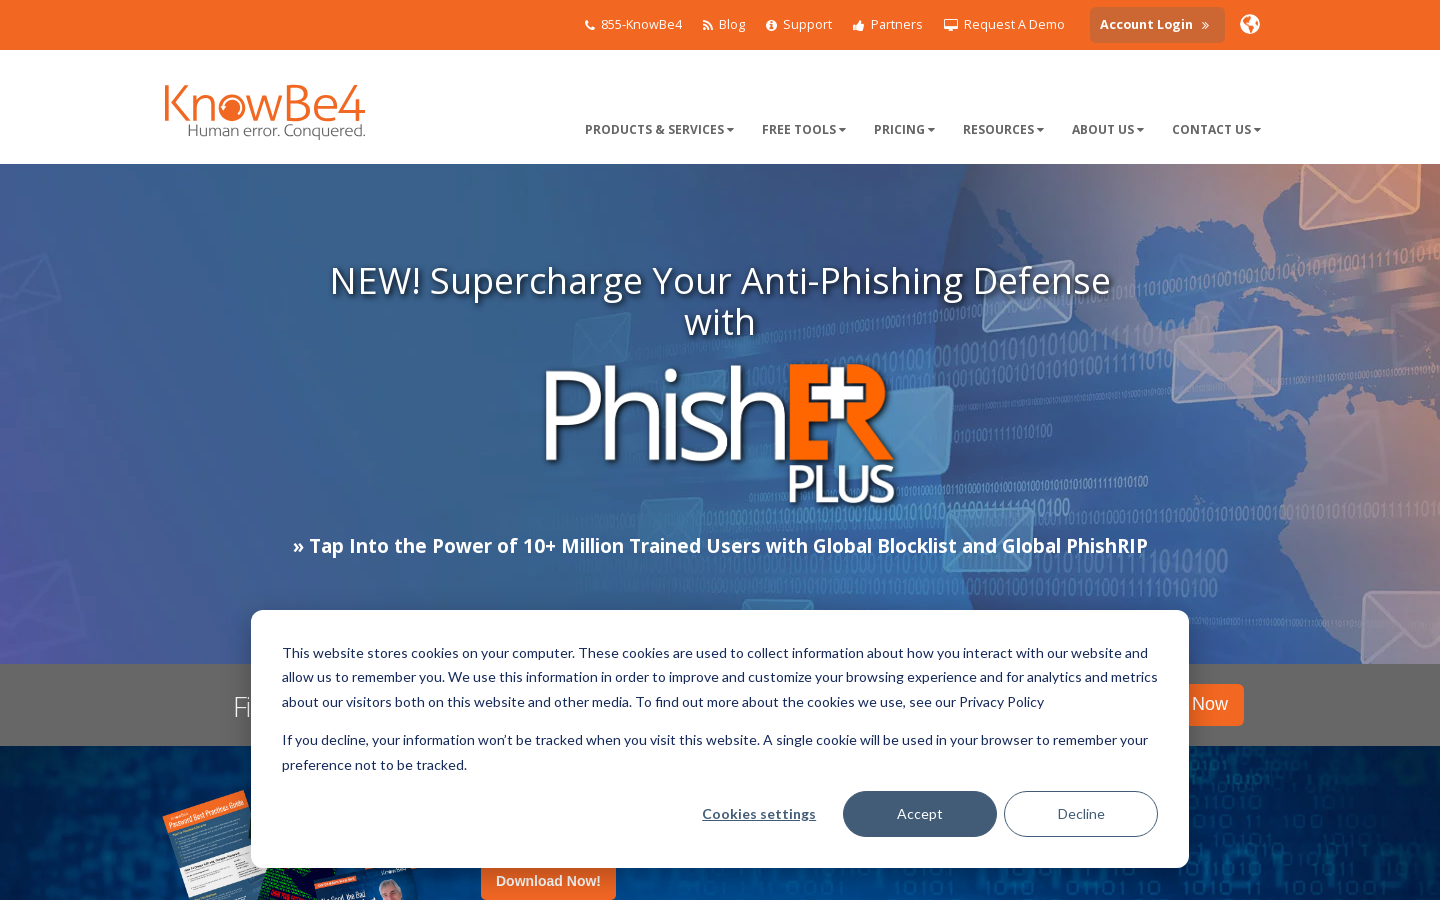 855-KnowBe4 Blog Support Partners Request A Demo Account Login »
KnowBe4
Human error. Conquered.
PRODUCTS & SERVICES FREE TOOLS PRICING RESOURCES ABOUT US CONTACT US
NEW! Supercharge Your Anti-Phishing Defense
with
PhishER
PLUS
» Tap Into the Power of 10+ Million Trained Users with Global Blocklist and Global PhishRIP
Now
This website stores cookies on your computer. These cookies are used to collect information about how you interact with our website and
allow us to remember you. We use this information in order to improve and customize your browsing experience and for analytics and metrics
about our visitors both on this website and other media. To find out more about the cookies we use, see our Privacy Policy
If you decline, your information won’t be tracked when you visit this website. A single cookie will be used in your browser to remember your
preference not to be tracked.
Cookies settings Accept Decline
Password Best Practices Guide
Download Now!